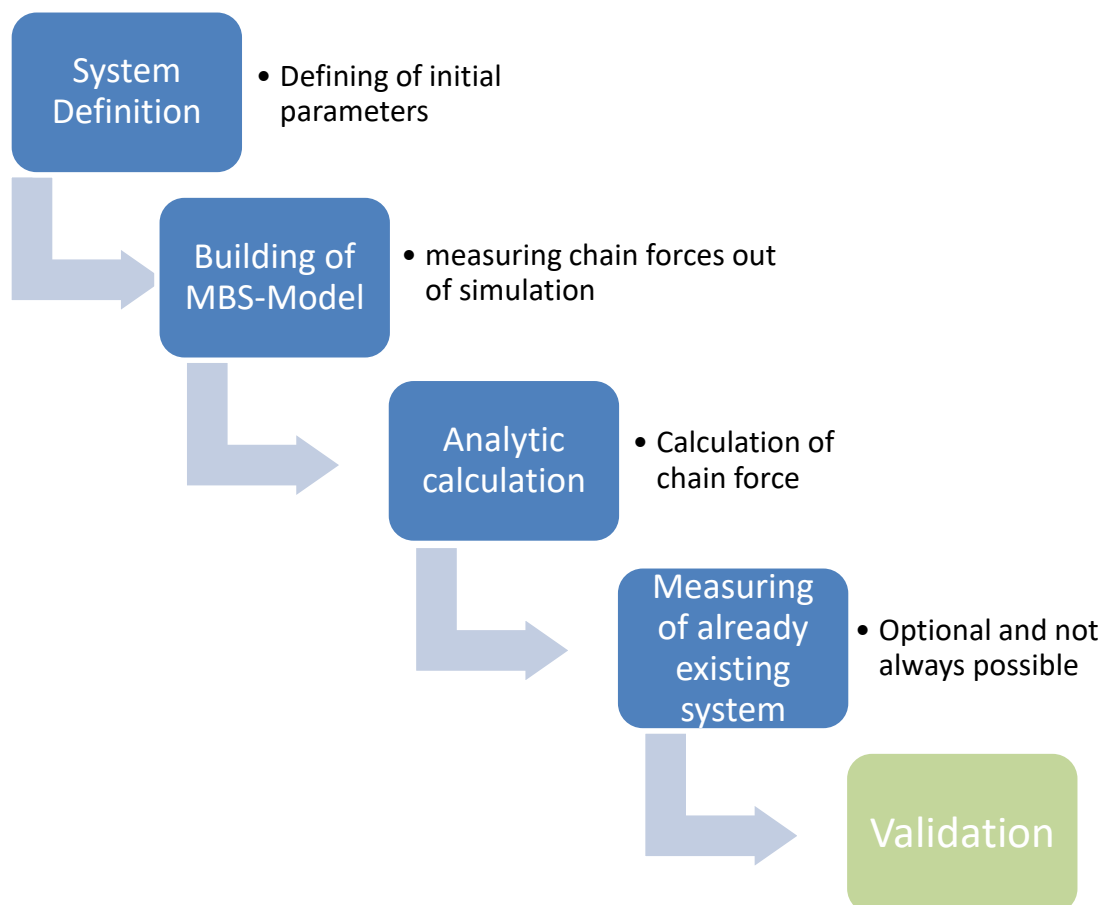 System
Definition
• Defining of initial
parameters
Building of
MBS-Model
• measuring chain forces out
of simulation
Analytic
calculation
• Calculation of
chain force
Measuring
of already
existing
system
• Optional and not
always possible
Validation